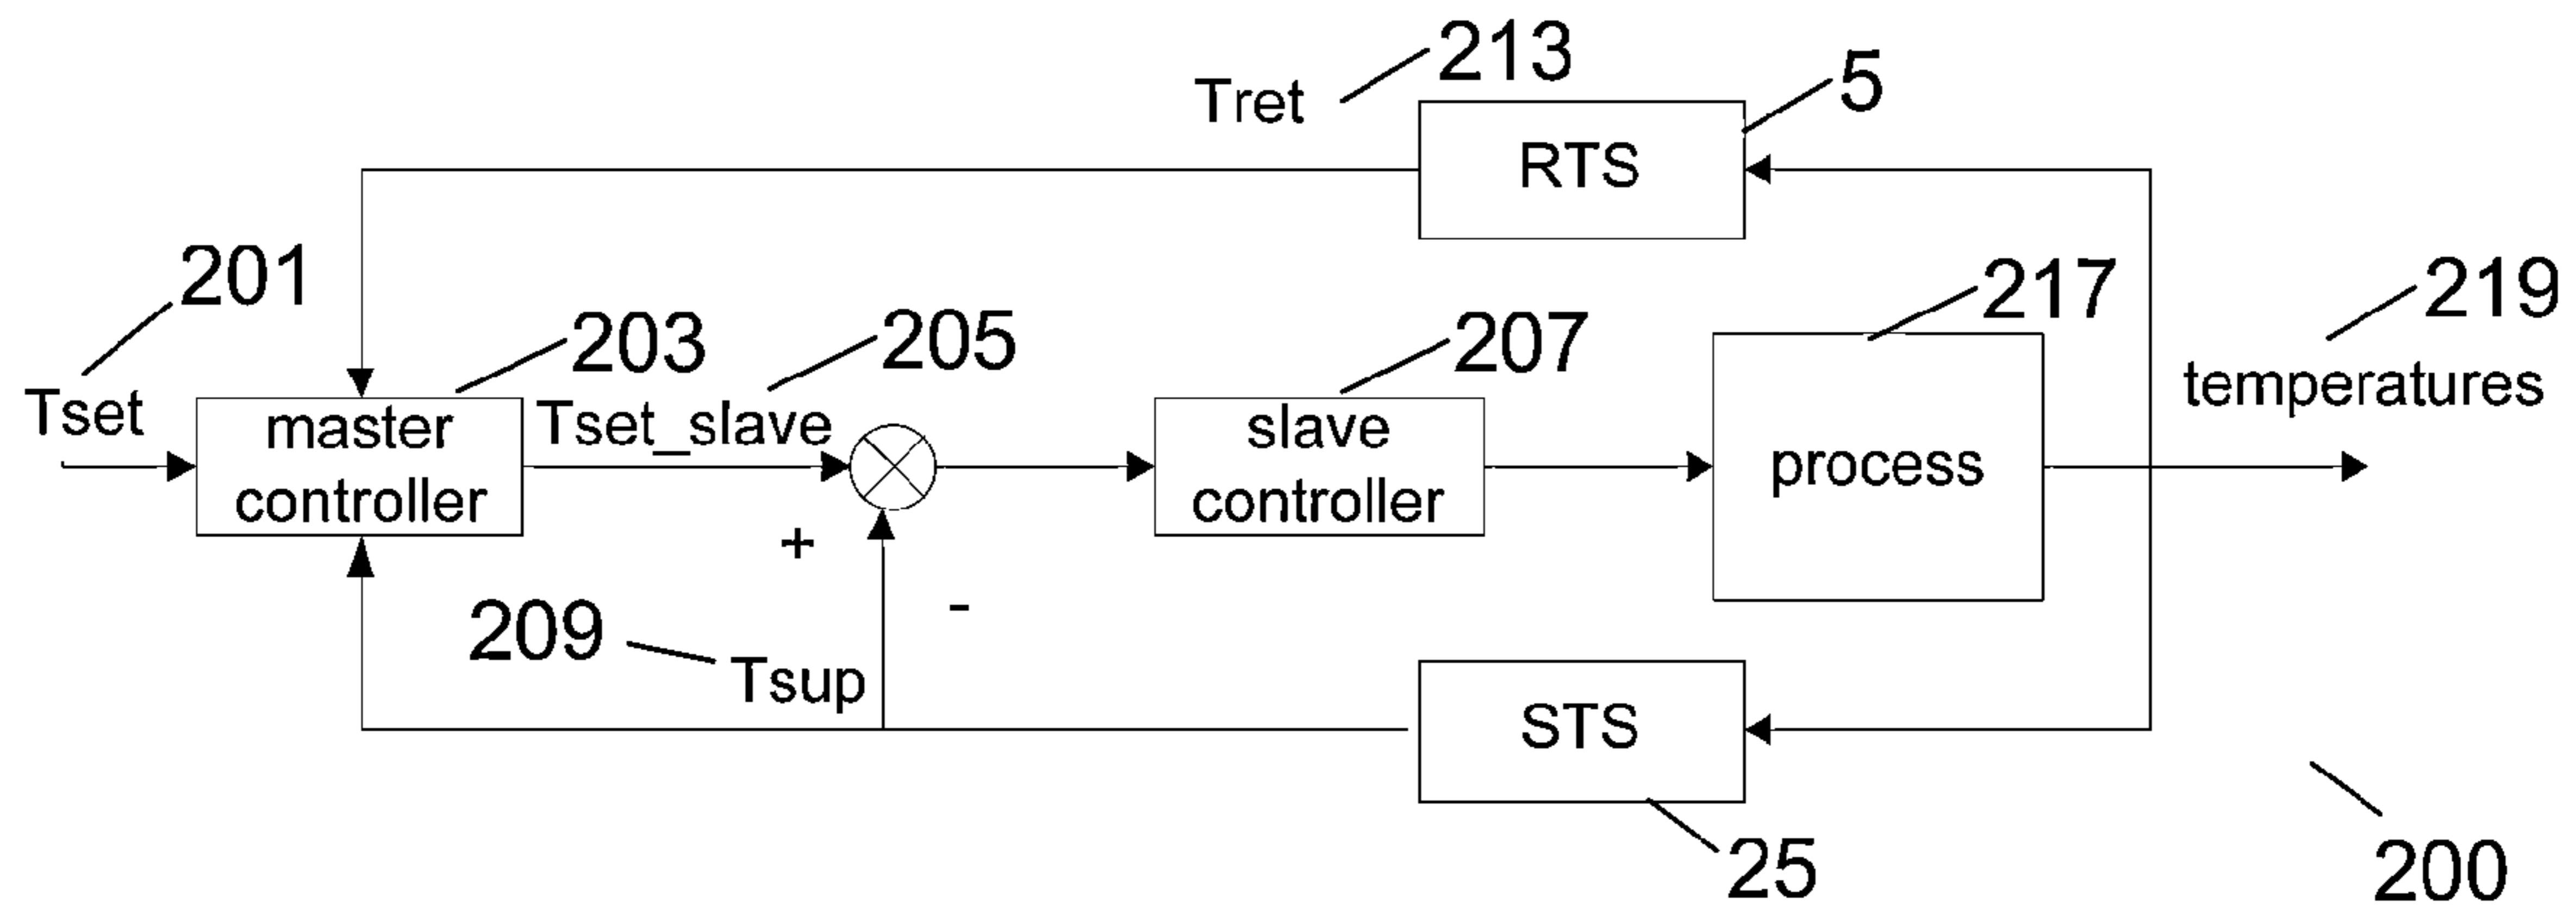 213
5
Tret
RTS
201
203
205
207
217
219
Tset
master
controller
Tset_slave
slave
controller
process
temperatures
+
-
209
Tsup
STS
25
200